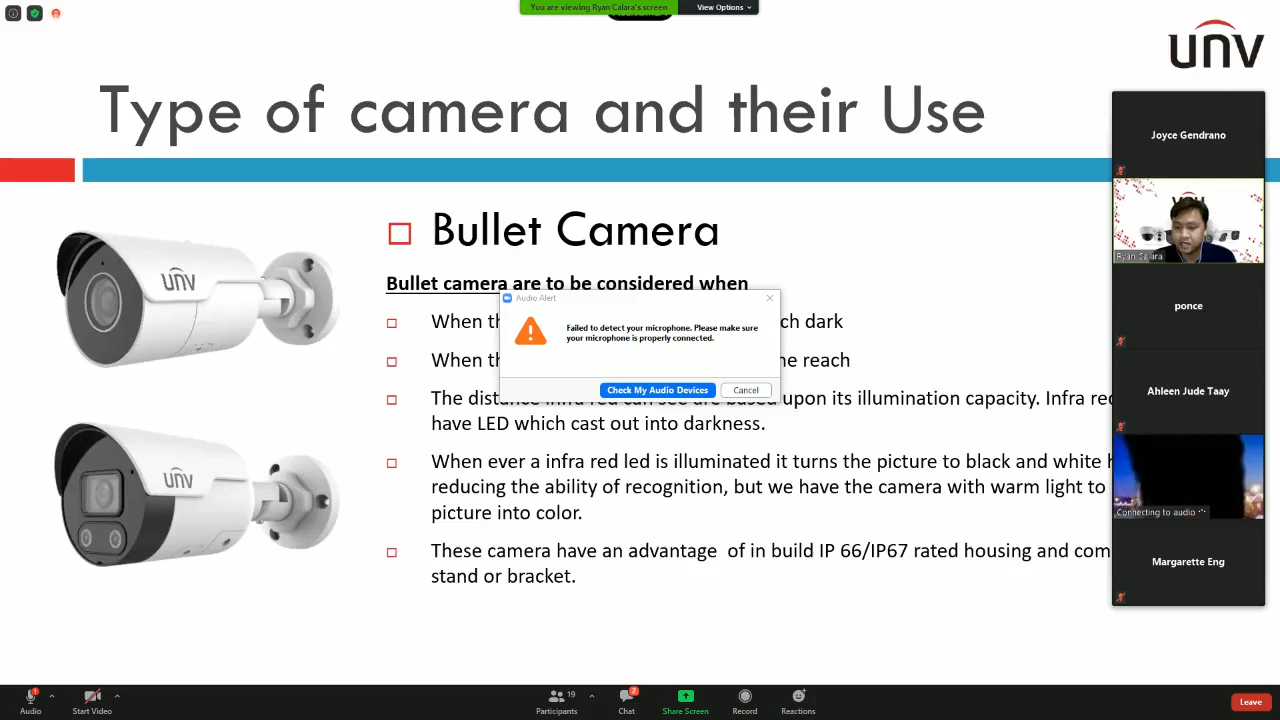 You are viewing Ryan Calara's screen
View Options
unv
Type of camera and their Use
Joyce Gendrano
Ryan Calara
ponce
Ahleen Jude Taay
Connecting to audio
Margarette Eng
unv
unv
Bullet Camera
Bullet camera are to be considered when
When th
ch dark
When th
ne reach
The distance infra red can see are based upon its illumination capacity. Infra red
have LED which cast out into darkness.
When ever a infra red led is illuminated it turns the picture to black and white h
reducing the ability of recognition, but we have the camera with warm light to
picture into color.
These camera have an advantage of in build IP 66/IP67 rated housing and com
stand or bracket.
Audio Alert
Failed to detect your microphone. Please make sure
your microphone is properly connected.
Check My Audio Devices
Cancel
Audio
Start Video
Participants
19
Chat
2
Share Screen
Record
Reactions
Leave